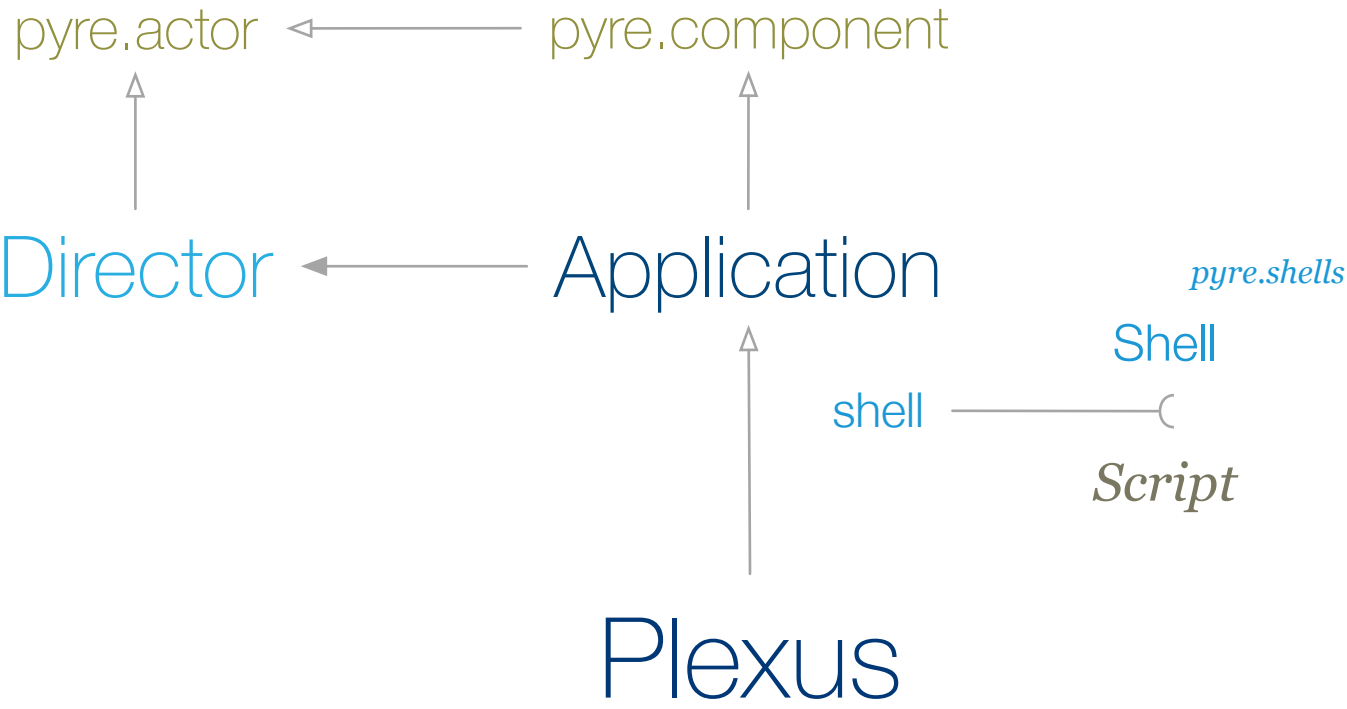 pyre.actor
pyre.component
Director
Application
pyre.shells
Shell
shell
Script
Plexus